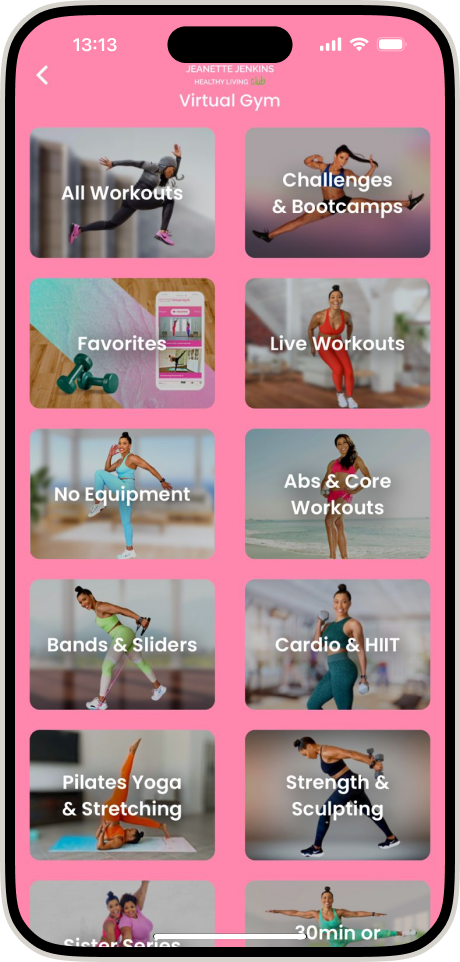 13:13
JEANETTE JENKINS
HEALTHY LIVING Club
Virtual Gym
All Workouts
Challenges
& Bootcamps
Favorites
Live Workouts
No Equipment
Abs & Core
Workouts
Bands & Sliders
Cardio & HIIT
Pilates Yoga
& Stretching
Strength &
Sculpting
Sister Series
30min or